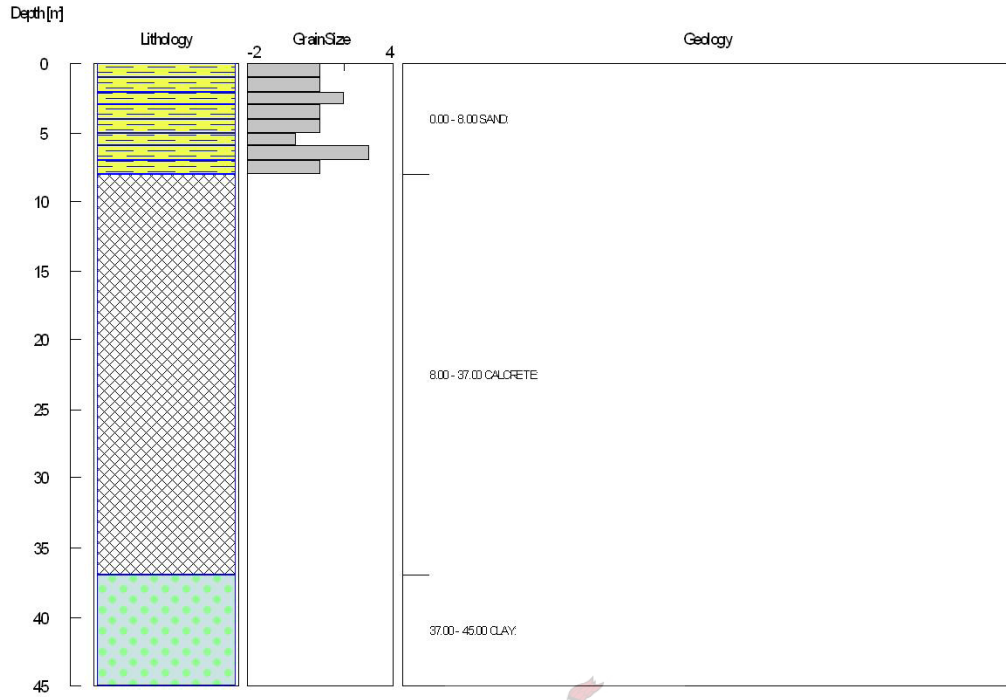 Depth [m]
Lithology
GrainSize
Geology
-2
4
0
5
10
15
20
25
30
35
40
45
0.00 - 8.00 SAND:
8.00 - 37.00 CALCRETE:
37.00 - 45.00 CLAY: